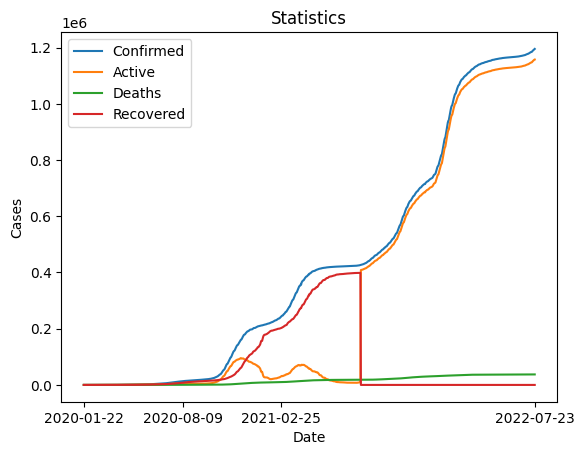 Statistics
1e6
Confirmed
Active
Deaths
Recovered
1.2
1.0
0.8
0.6
0.4
0.2
0.0
Cases
2020-01-22 2020-08-09 2021-02-25 2022-07-23
Date